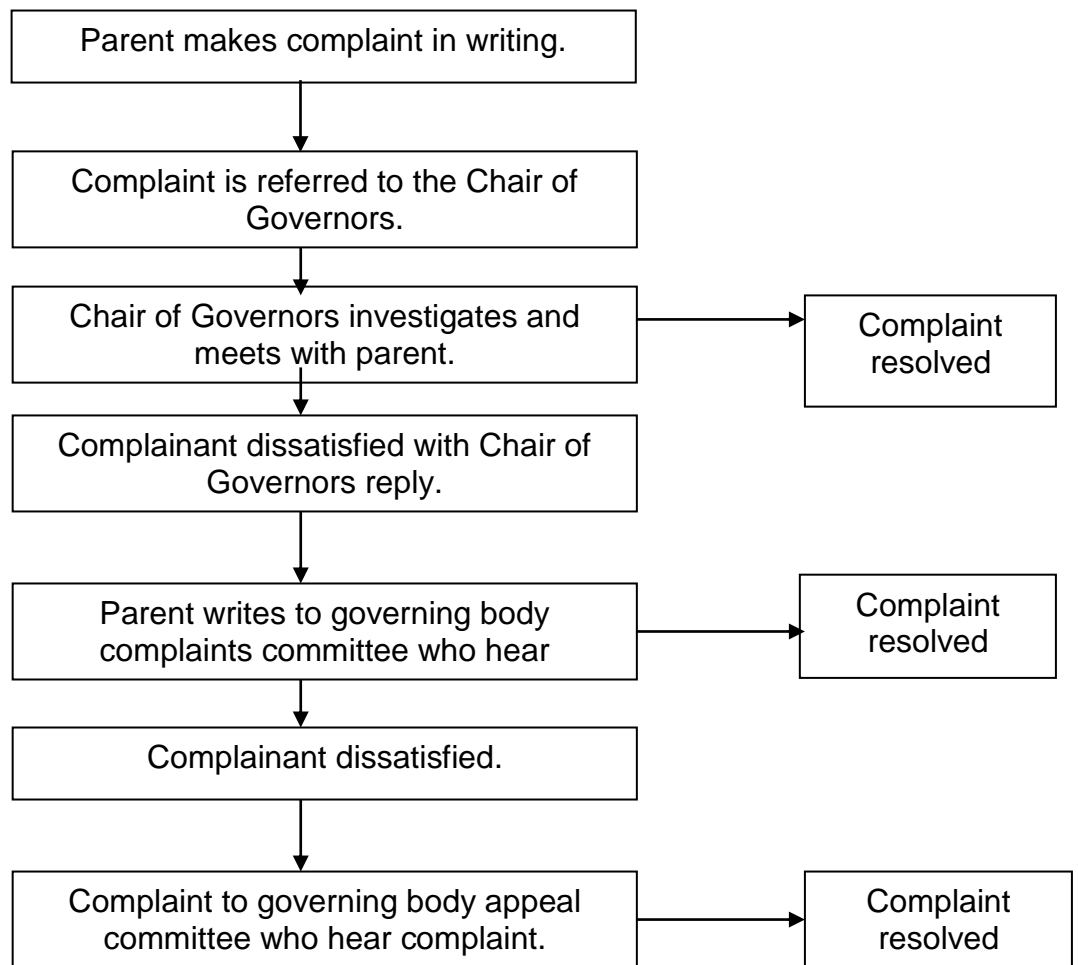 Parent makes complaint in writing.
Complaint is referred to the Chair of
Governors.
Chair of Governors investigates and
meets with parent.
Complaint
resolved
Complainant dissatisfied with Chair of
Governors reply.
Parent writes to governing body
complaints committee who hear
Complaint
resolved
Complainant dissatisfied.
Complaint to governing body appeal
committee who hear complaint.
Complaint
resolved